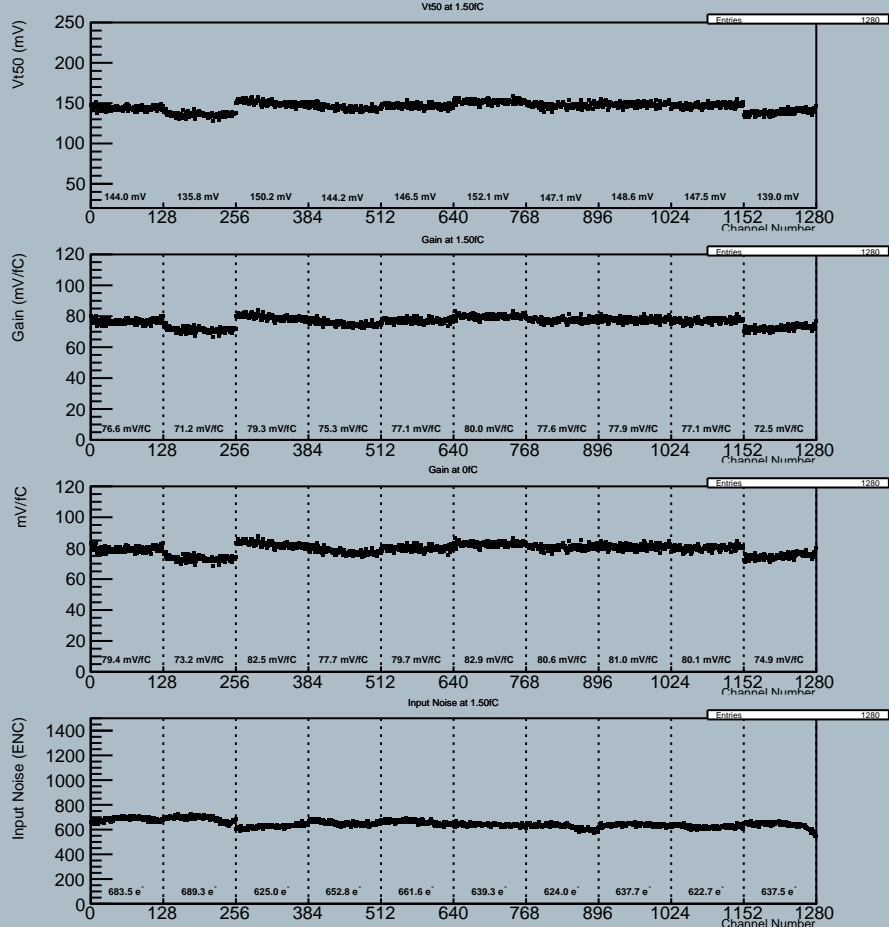 Vt50 at 1.50fC
Entries 1280
Vt50 (mV)
250
200
150
100
50
144.0 mV 135.8 mV 150.2 mV 144.2 mV 146.5 mV 152.1 mV 147.1 mV 148.6 mV 147.5 mV 139.0 mV
0 128 256 384 512 640 768 896 1024 1152 1280
Channel Number
Gain at 1.50fC
Entries 1280
Gain (mV/fC)
120
100
80
60
40
20
0
76.6 mV/fC 71.2 mV/fC 79.3 mV/fC 75.3 mV/fC 77.1 mV/fC 80.0 mV/fC 77.6 mV/fC 77.9 mV/fC 77.1 mV/fC 72.5 mV/fC
0 128 256 384 512 640 768 896 1024 1152 1280
Channel Number
Gain at 0fC
Entries 1280
mV/fC
120
100
80
60
40
20
0
79.4 mV/fC 73.2 mV/fC 82.5 mV/fC 77.7 mV/fC 79.7 mV/fC 82.9 mV/fC 80.6 mV/fC 81.0 mV/fC 80.1 mV/fC 74.9 mV/fC
0 128 256 384 512 640 768 896 1024 1152 1280
Channel Number
Input Noise at 1.50fC
Entries 1280
Input Noise (ENC)
1400
1200
1000
800
600
400
200
0
683.5 e⁻ 689.3 e⁻ 625.0 e⁻ 652.8 e⁻ 661.6 e⁻ 639.3 e⁻ 624.0 e⁻ 637.7 e⁻ 622.7 e⁻ 637.5 e⁻
0 128 256 384 512 640 768 896 1024 1152 1280
Channel Number